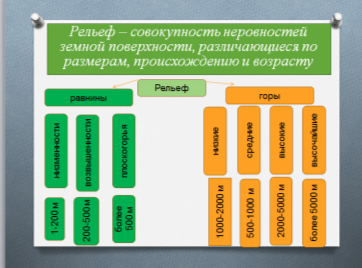 Рельеф – совокупность неровностей
земной поверхности, различающиеся по
размерам, происхождению и возрасту
Рельеф
равнины
горы
низменности
возвышенности
плоскогорья
низкие
средние
высокие
высочайшие
1-200 м
200-500 м
более
500 м
1000-2000 м
500-1000 м
2000-5000 м
более 5000 м